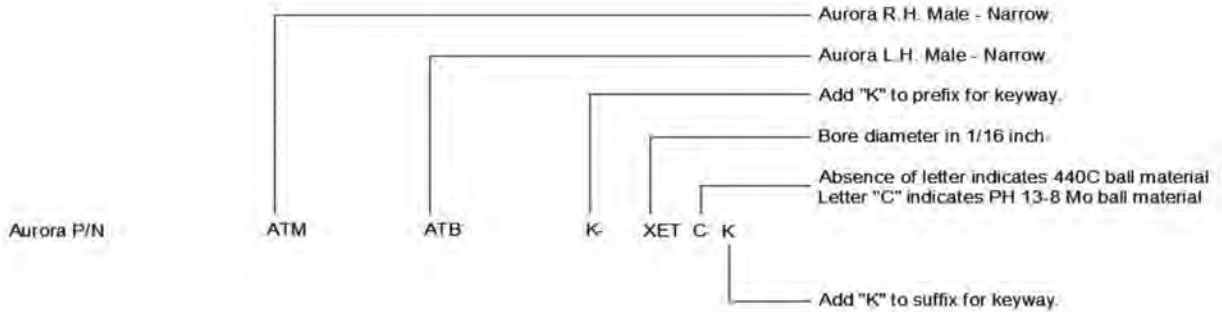 Aurora R.H. Male - Narrow.
Aurora L.H. Male - Narrow.
Add "K" to prefix for keyway.
Bore diameter in 1/16 inch
Absence of letter indicates 440C ball material
Letter "C" indicates PH 13-8 Mo ball material
Aurora P/N ATM ATB K- XET C K
Add "K" to suffix for keyway.